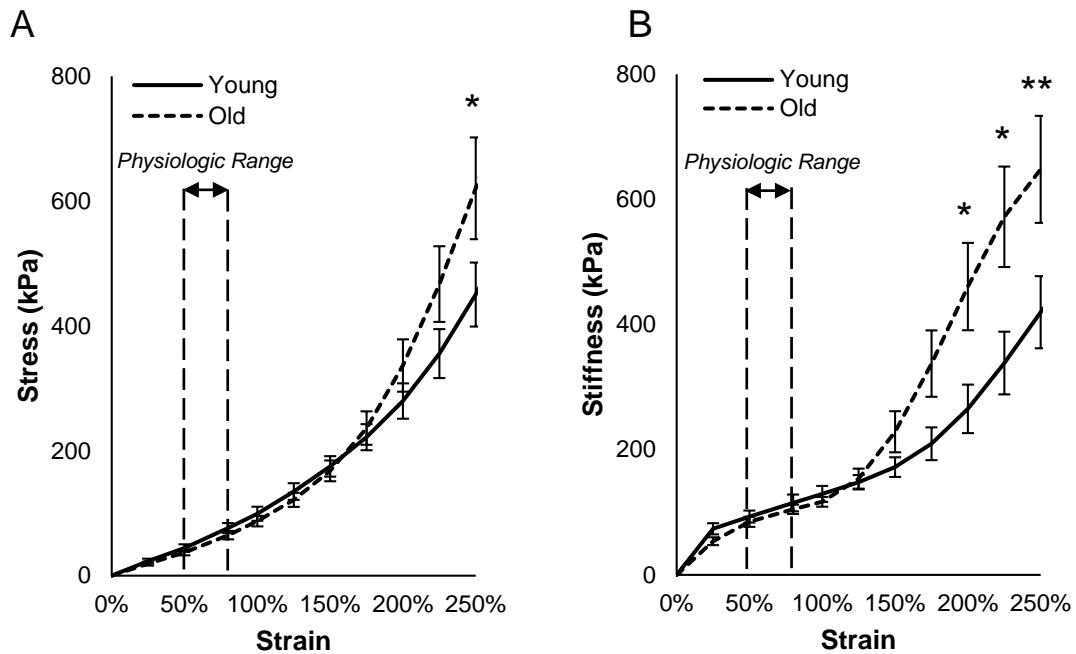 A
800
600
400
200
0
Stress (kPa)
Young
Old
Physiologic Range
*
0% 50% 100% 150% 200% 250%
Strain
B
800
600
400
200
0
Stiffness (kPa)
Young
Old
Physiologic Range
*
*
**
0% 50% 100% 150% 200% 250%
Strain